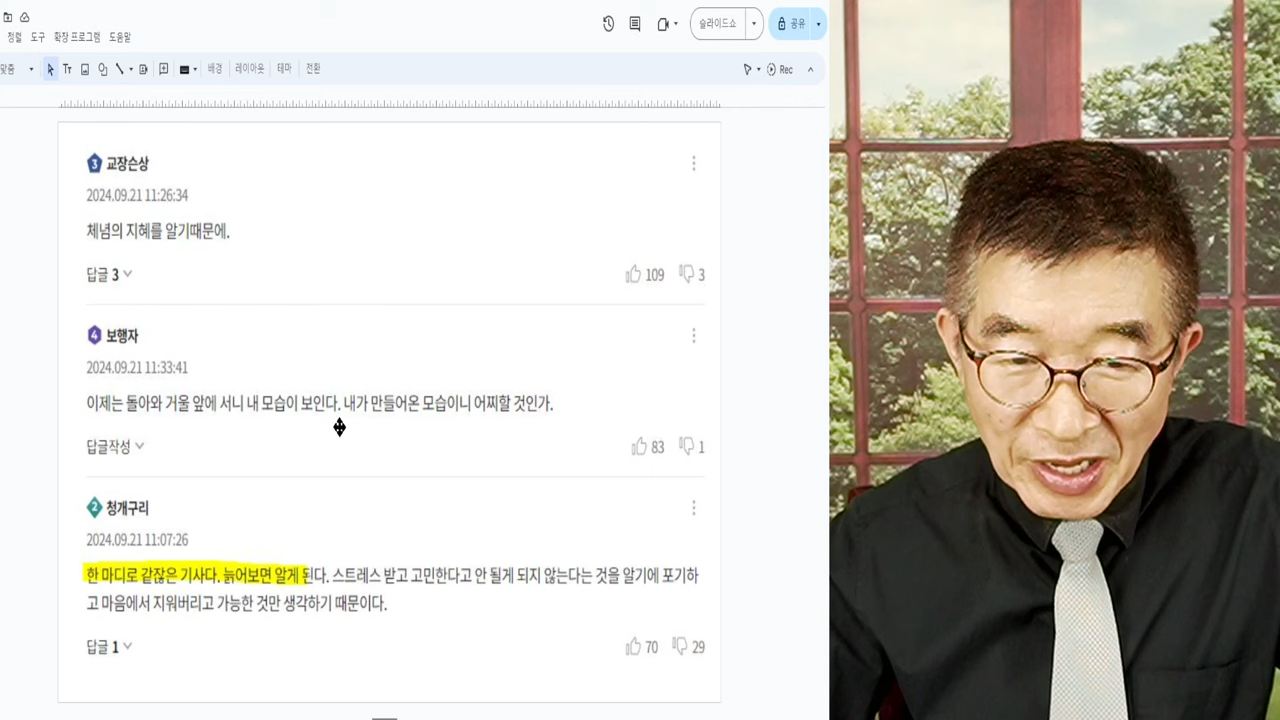 정렬 도구 확장 프로그램 도움말
슬라이드쇼
공유
맞춤
배경 레이아웃 테마 전환
Rec
3 교장슨상
2024.09.21 11:26:34
체념의 지혜를 알기때문에.
답글 3
109 3
4 보행자
2024.09.21 11:33:41
이제는 돌아와 거울 앞에 서니 내 모습이 보인다. 내가 만들어온 모습이니 어찌할 것인가.
답글작성
83 1
2 청개구리
2024.09.21 11:07:26
한 마디로 같잖은 기사다. 늙어보면 알게 된다. 스트레스 받고 고민한다고 안 될게 되지 않는다는 것을 알기에 포기하
고 마음에서 지워버리고 가능한 것만 생각하기 때문이다.
답글 1
70 29